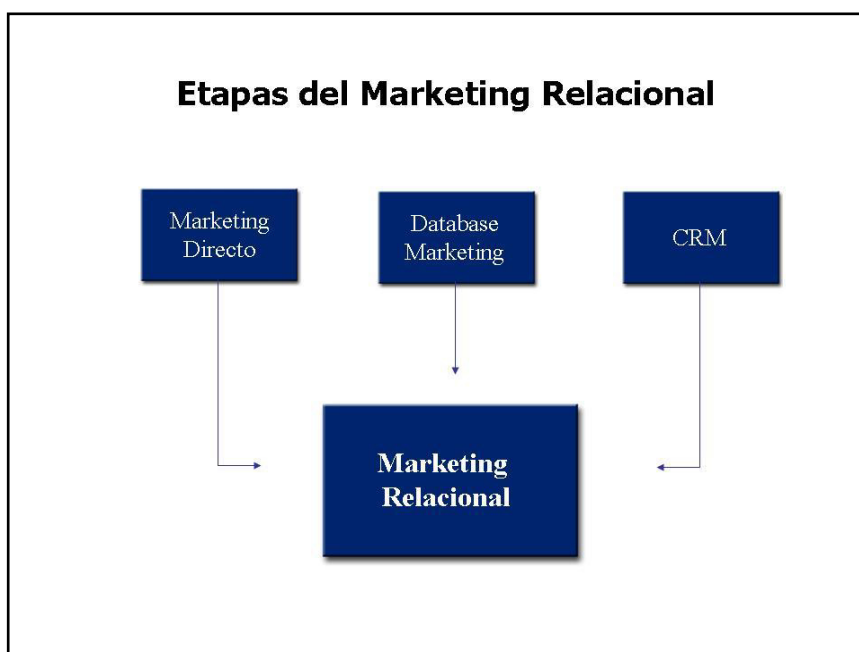 Etapas del Marketing Relacional
Marketing
Directo
Database
Marketing
CRM
Marketing
Relacional